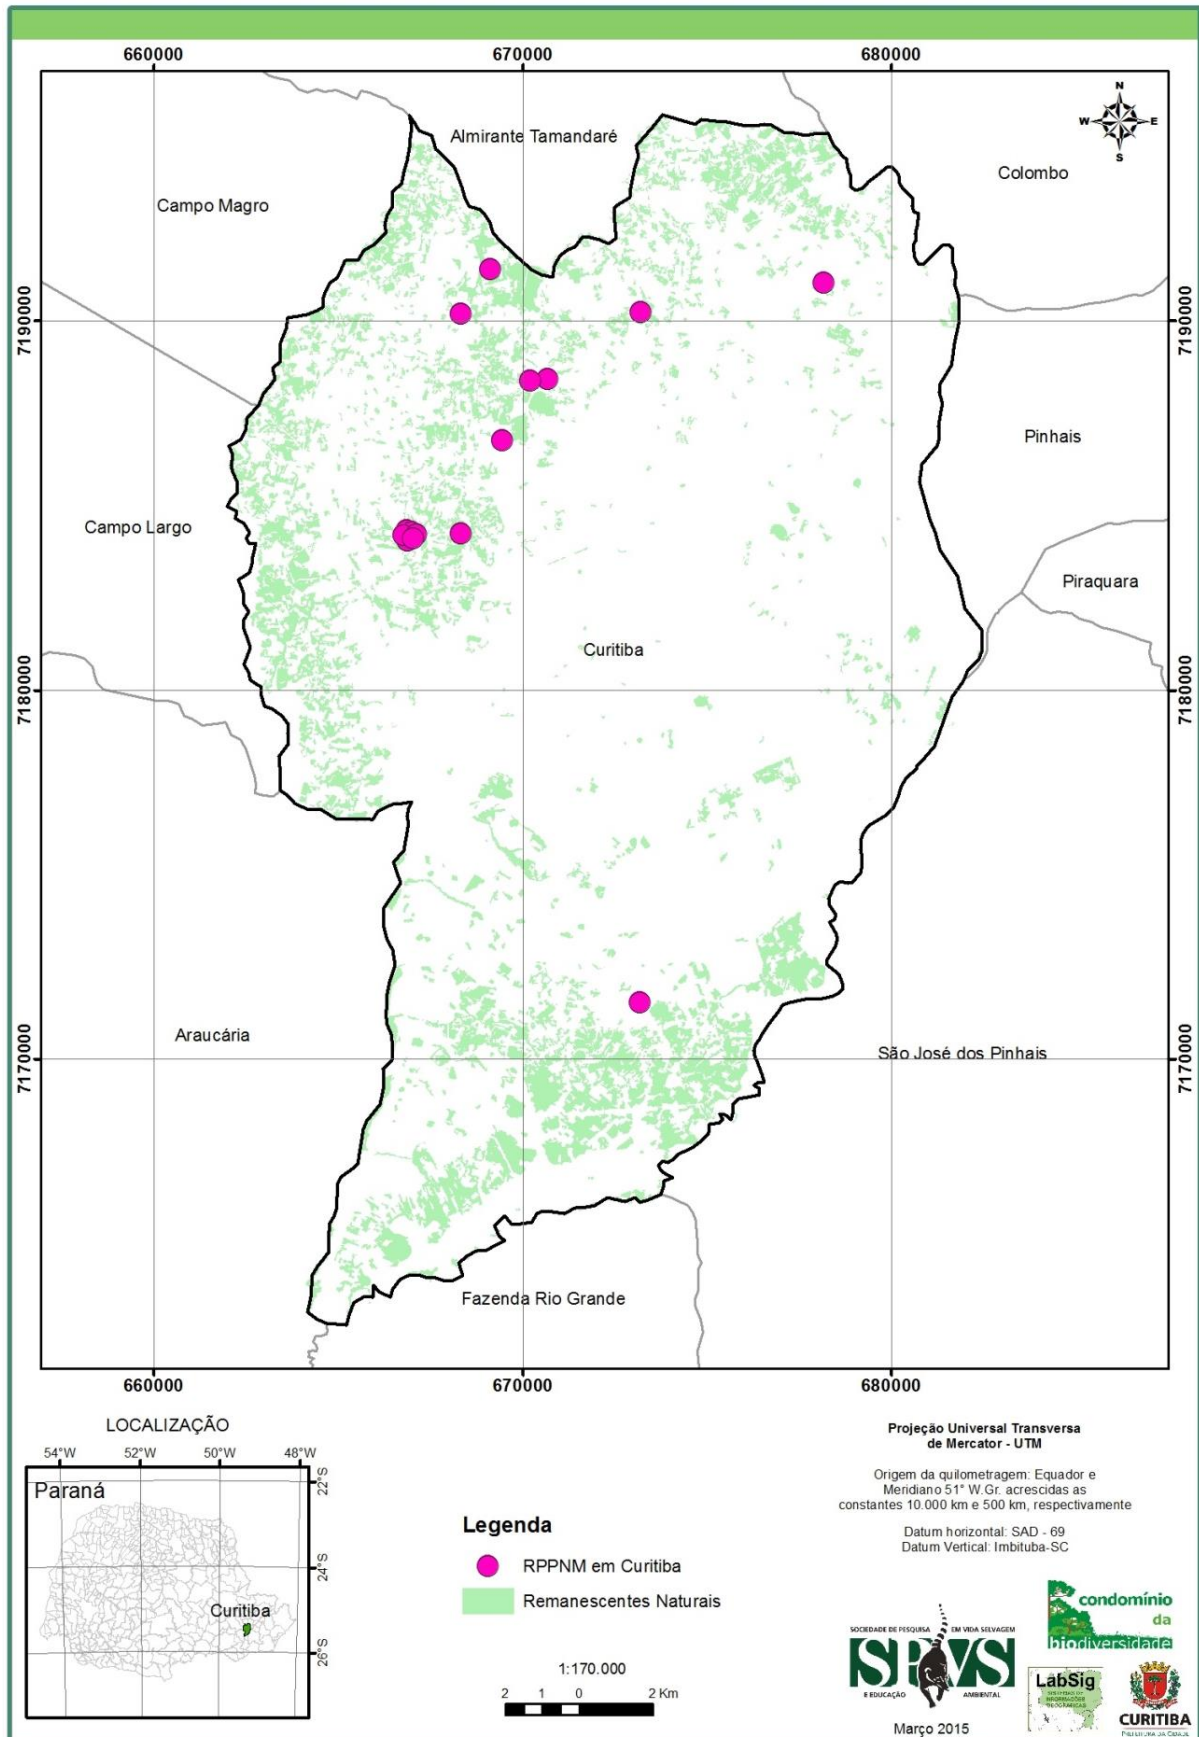 660000
670000
680000
Almirante Tamandaré
N
W
E
S
Colombo
Campo Magro
7190000
7190000
Pinhais
Campo Largo
Piraquara
Curitiba
7180000
7180000
Araucária
São José dos Pinhais
7170000
7170000
Fazenda Rio Grande
660000
670000
680000
LOCALIZAÇÃO
54°W
52°W
50°W
48°W
Paraná
22°S
24°S
26°S
Curitiba
Legenda
RPPNM em Curitiba
Remanescentes Naturais
1:170.000
2 1 0 2 Km
Projeção Universal Transversa
de Mercator - UTM
Origem da quilometragem: Equador e
Meridiano 51° W.Gr. acrescidas as
constantes 10.000 km e 500 km, respectivamente
Datum horizontal: SAD - 69
Datum Vertical: Imbituba-SC
SOCIEDADE DE PESQUISA EM VIDA SELVAGEM
SPVS
E EDUCAÇÃO AMBIENTAL
Março 2015
condomínio
da
biodiversidade
LabSig
CURITIBA